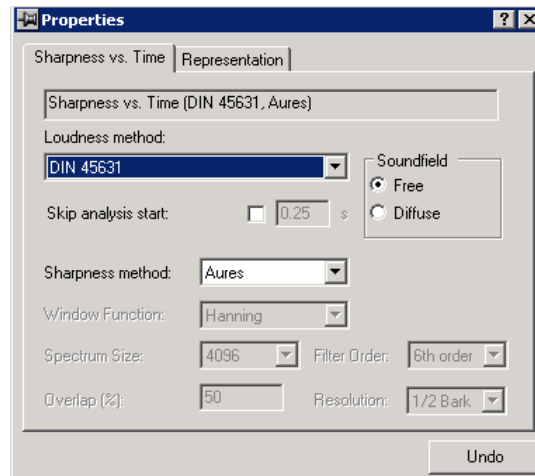 Properties
Sharpness vs. Time Representation
Sharpness vs. Time (DIN 45631, Aures)
Loudness method:
DIN 45631
Soundfield
Free
Skip analysis start: 0.25 s Diffuse
Sharpness method: Aures
Window Function: Hanning
Spectrum Size: 4096 Filter Order: 6th order
Overlap (%): 50 Resolution: 1/2 Bark
Undo